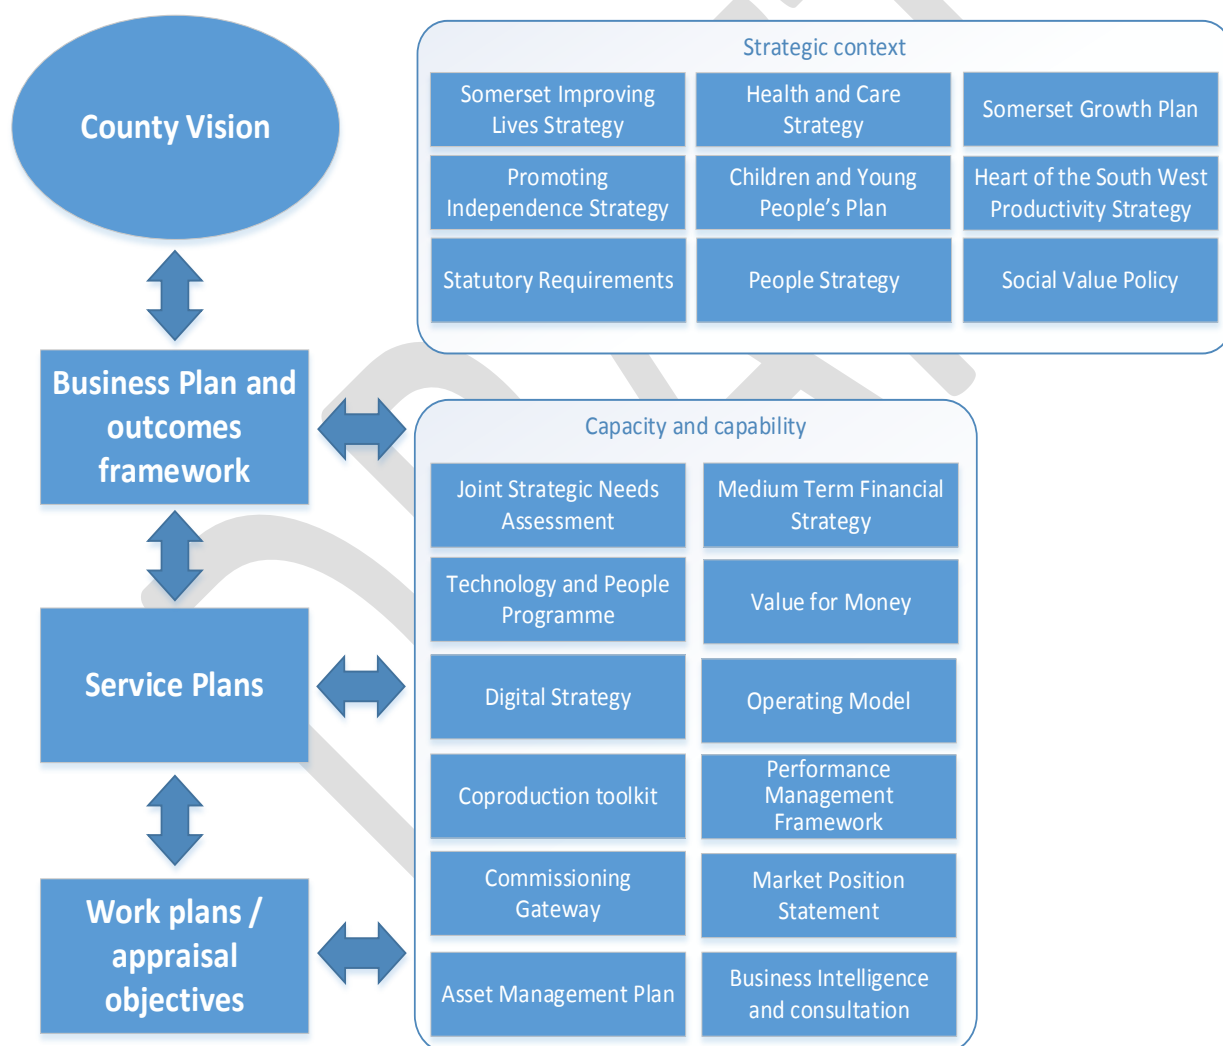 County Vision
Strategic context
Somerset Improving
Lives Strategy
Health and Care
Strategy
Somerset Growth Plan
Promoting
Independence Strategy
Children and Young
People's Plan
Heart of the South West
Productivity Strategy
Statutory Requirements
People Strategy
Social Value Policy
Business Plan and
outcomes
framework
Capacity and capability
Joint Strategic Needs
Assessment
Medium Term Financial
Strategy
Technology and People
Programme
Value for Money
Service Plans
Digital Strategy
Operating Model
Coproduction toolkit
Performance
Management
Framework
Work plans /
appraisal
objectives
Commissioning
Gateway
Market Position
Statement
Asset Management Plan
Business Intelligence
and consultation